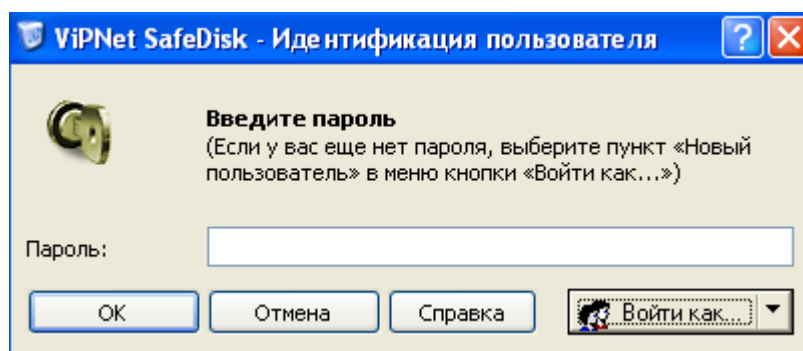 ViPNet SafeDisk - Идентификация пользователя
Введите пароль
(Если у вас еще нет пароля, выберите пункт «Новый
пользователь» в меню кнопки «Войти как...»)
Пароль:
ОК Отмена Справка Войти как...